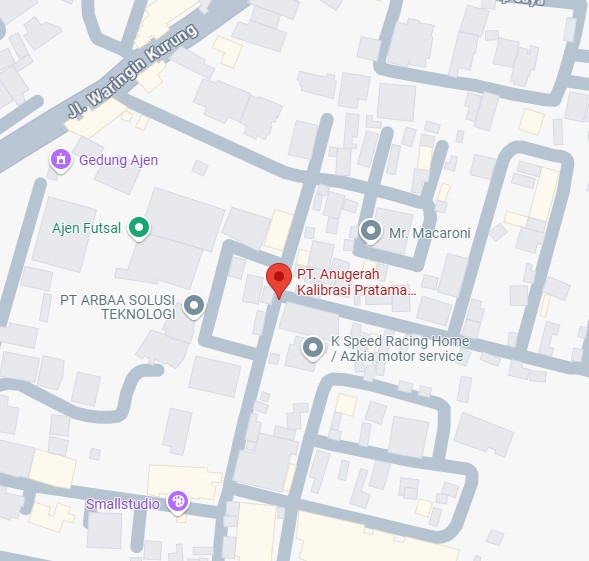 Jl. Waringin Kurung
Gedung Ajen
Ajen Futsal
Mr. Macaroni
PT. Anugerah
Kalibrasi Pratama...
PT ARBAA SOLUSI
TEKNOLOGI
K Speed Racing Home
/ Azkia motor service
Smallstudio